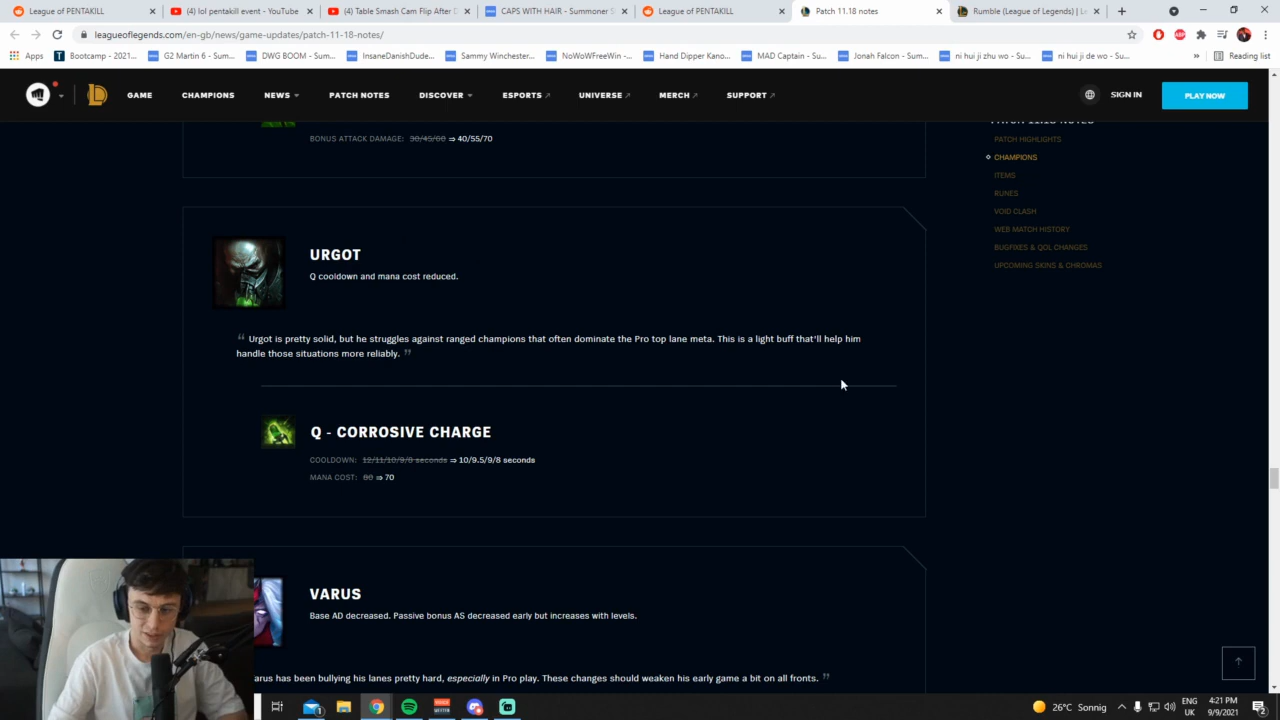 League of PENTAKILL
(4) lol pentakill event - YouTube
(4) Table Smash Cam Flip After D
CAPS WITH HAIR - Summoner S
League of PENTAKILL
Patch 11.18 notes
Rumble (League of Legends) | Le
leagueoflegends.com/en-gb/news/game-updates/patch-11-18-notes/
Apps
Bootcamp - 2021...
G2 Martin 6 - Sum...
DWG BOOM - Sum...
InsaneDanishDude...
Sammy Winchester...
NoWoWFreeWin -...
Hand Dipper Kano...
MAD Captain - Su...
Jonah Falcon - Su...
ni hui ji zhu wo - Su...
ni hui ji de wo - Su...
»
Reading list
GAME
CHAMPIONS
NEWS
PATCH NOTES
DISCOVER
ESPORTS
UNIVERSE
MERCH
SUPPORT
SIGN IN
PLAY NOW
BONUS ATTACK DAMAGE: 30/45/60 ⇒ 40/55/70
PATCH 11.18 NOTES
PATCH HIGHLIGHTS
CHAMPIONS
ITEMS
RUNES
VOID CLASH
WEB MATCH HISTORY
BUGFIXES & QOL CHANGES
UPCOMING SKINS & CHROMAS
URGOT
Q cooldown and mana cost reduced.
“ Urgot is pretty solid, but he struggles against ranged champions that often dominate the Pro top lane meta. This is a light buff that'll help him
handle those situations more reliably. ”
Q - CORROSIVE CHARGE
COOLDOWN: 12/11/10/9/8 seconds ⇒ 10/9.5/9/8 seconds
MANA COST: 80 ⇒ 70
VARUS
Base AD decreased. Passive bonus AS decreased early but increases with levels.
arus has been bullying his lanes pretty hard, especially in Pro play. These changes should weaken his early game a bit on all fronts. ”
26°C Sonnig
ENG
UK
4:21 PM
9/9/2021
2